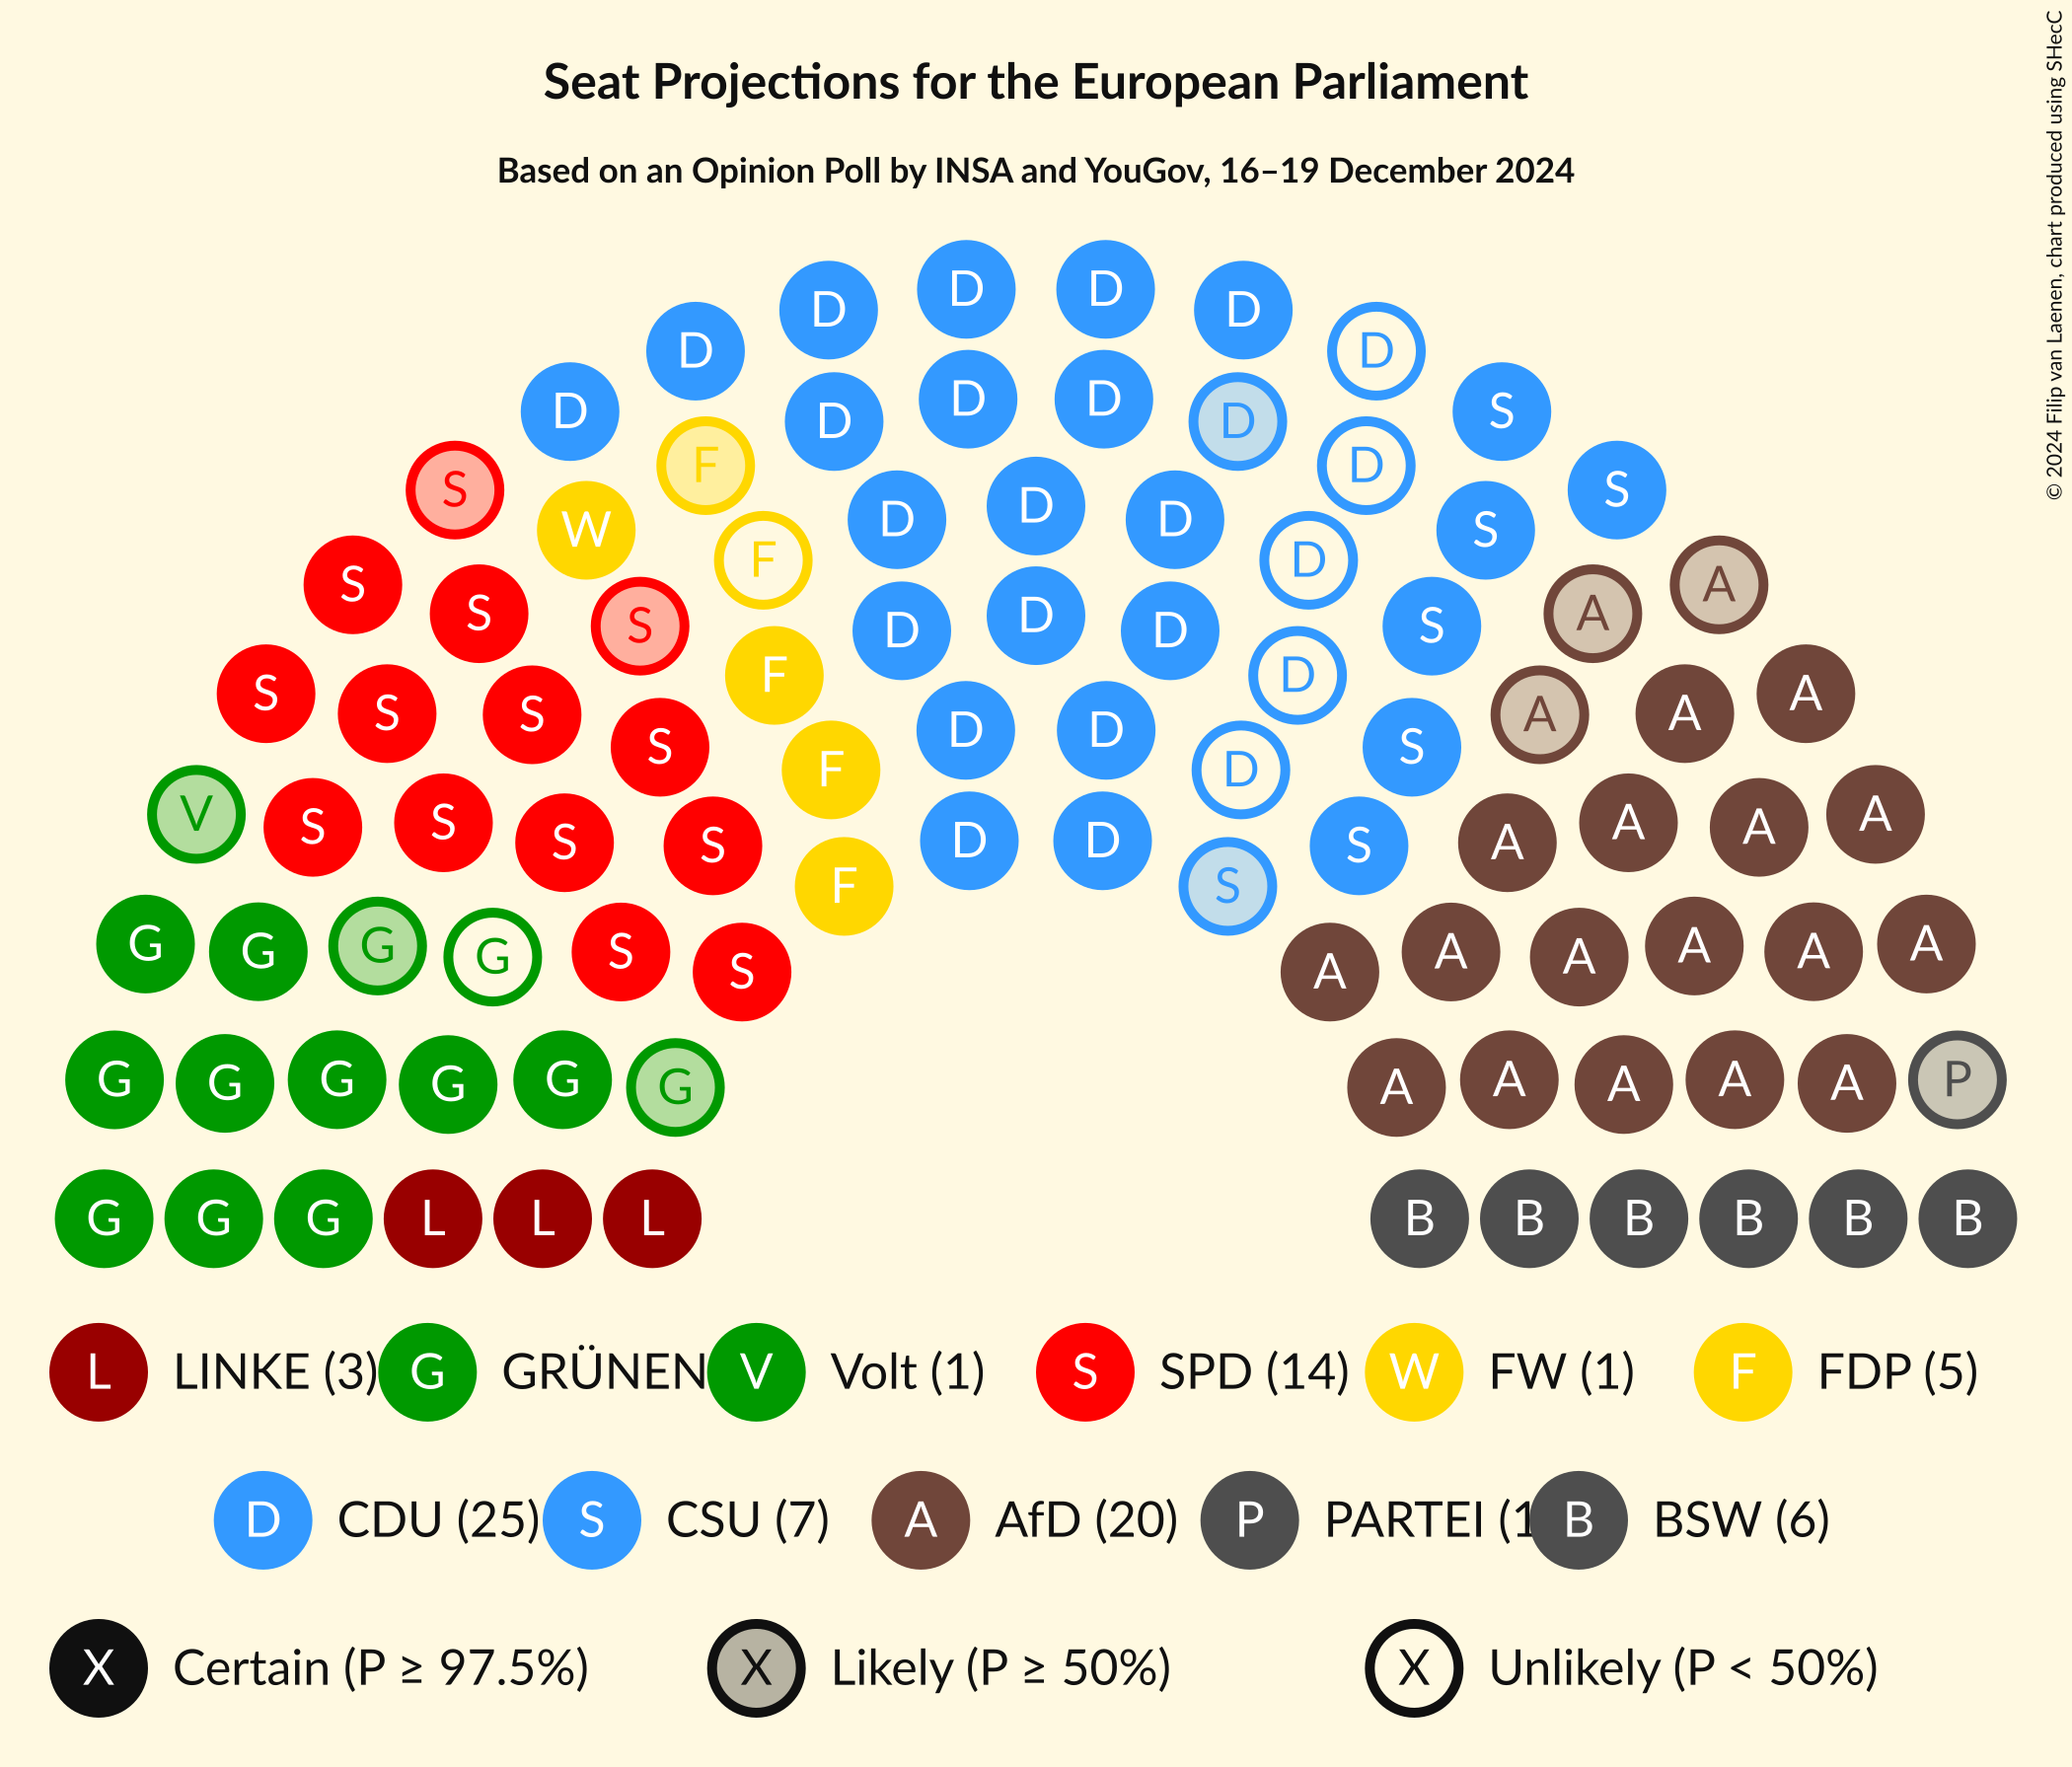 Seat Projections for the European Parliament
Based on an Opinion Poll by INSA and YouGov, 16–19 December 2024
© 2024 Filip van Laenen, chart produced using SHecC
D D D D
D D D D
D D D D D S
S F D D S
W D D D S S
S F D D A A
S S S F D D D D S A
S S S S F D D D S A A A
V S S S S F D D S S A A A A
G G G G S S A A A A A A
G G G G G G A A A A A P
G G G L L L B B B B B B
L LINKE (3) G GRÜNEN V Volt (1) S SPD (14) W FW (1) F FDP (5)
D CDU (25) S CSU (7) A AfD (20) P PARTEI (1 B BSW (6)
X Certain (P ≥ 97.5%) X Likely (P ≥ 50%) X Unlikely (P < 50%)